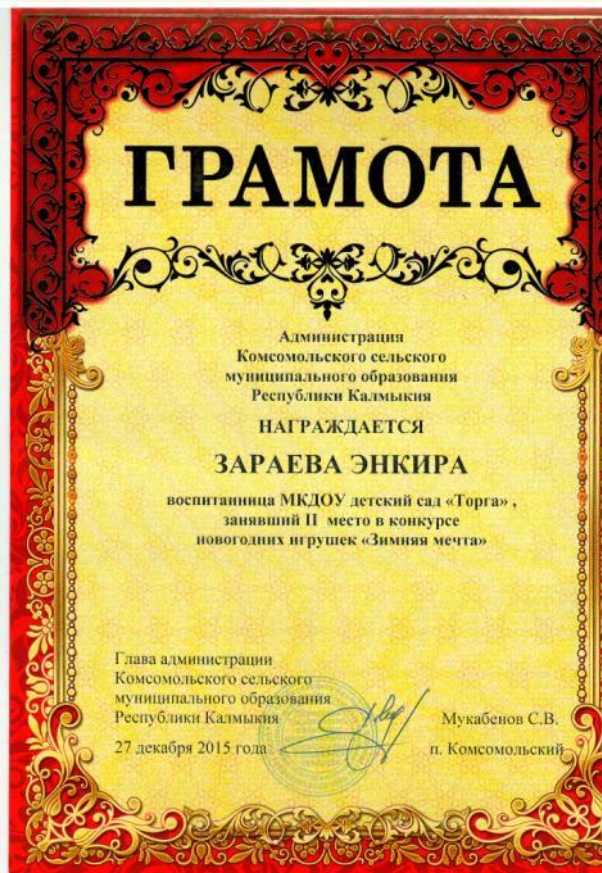 ГРАМОТА
Администрация
Комсомольского сельского
муниципального образования
Республики Калмыкия
НАГРАЖДАЕТСЯ
ЗАРАЕВА ЭНКИРА
воспитанница МКДОУ детский сад «Торга» ,
занявший II место в конкурсе
новогодних игрушек «Зимняя мечта»
Глава администрации
Комсомольского сельского
муниципального образования
Республики Калмыкия Мукабенов С.В.
27 декабря 2015 года п. Комсомольский